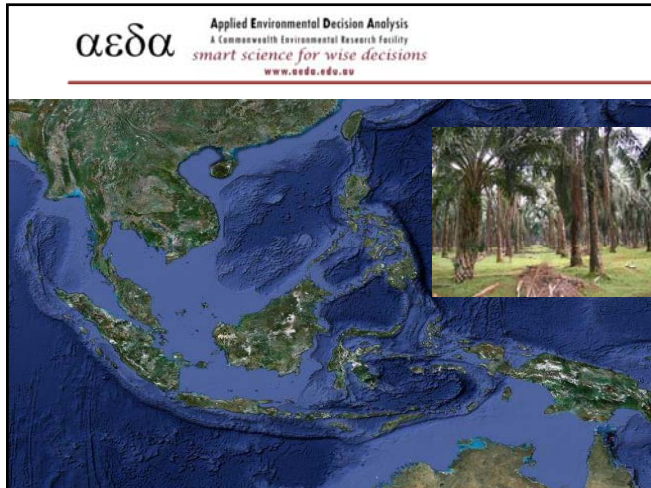 αεδα
Applied Environmental Decision Analysis
A Commonwealth Environmental Research Facility
smart science for wise decisions
www.aeda.edu.au